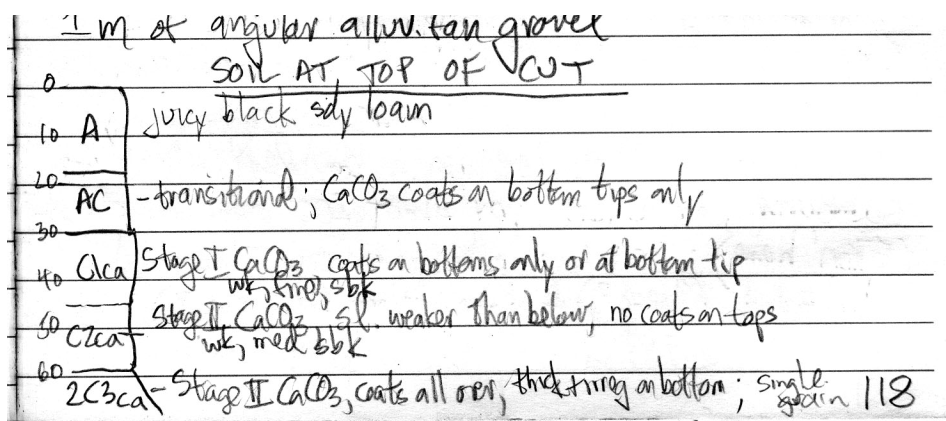 1 m of angular alluv. fan gravel
SOIL AT TOP OF CUT
0
10 A juicy black sdy loam
20
AC - transitional; CaCO3 coats on bottom tips only
30
40 C1ca Stage I CaCO3, coats on bottoms only or at bottom tip
wk, fine, sbk
50 C2ca Stage II CaCO3, sl. weaker than below, no coats on tops
wk, med sbk
60
2C3ca - Stage II CaCO3, coats all over, thick + irreg on bottom; single grain 118